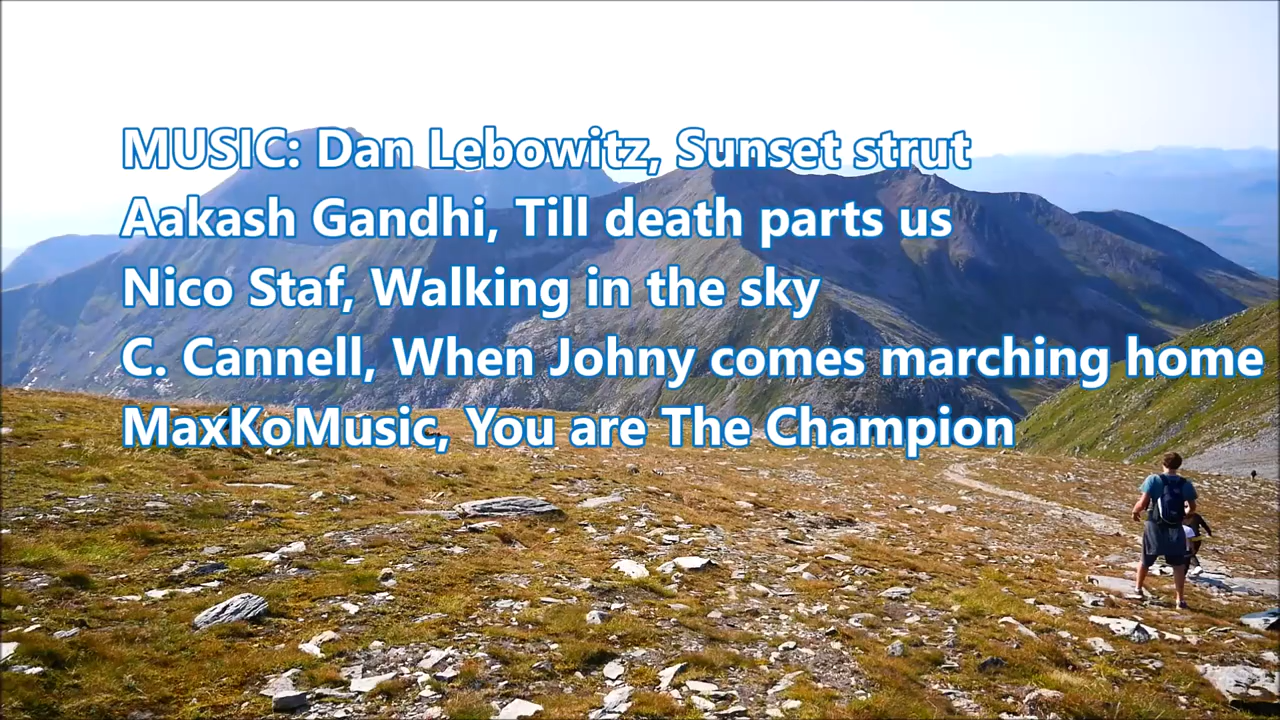 MUSIC: Dan Lebowitz, Sunset strut
Aakash Gandhi, Till death parts us
Nico Staf, Walking in the sky
C. Cannell, When Johny comes marching home
MaxKoMusic, You are The Champion